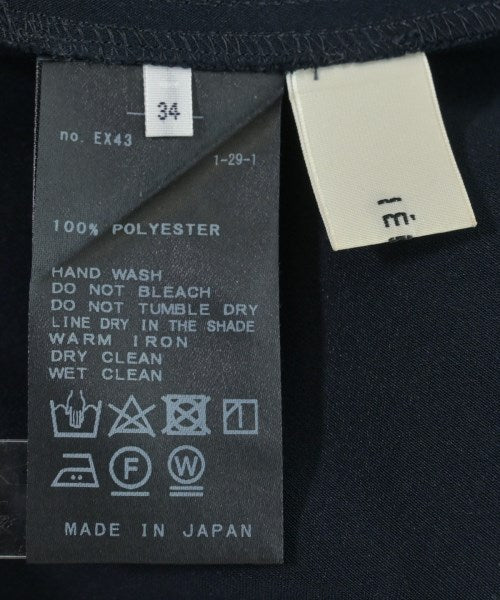 34
no. EX43
1-29-1
100% POLYESTER
HAND WASH
DO NOT BLEACH
DO NOT TUMBLE DRY
LINE DRY IN THE SHADE
WARM IRON
DRY CLEAN
WET CLEAN
F
W
MADE IN JAPAN